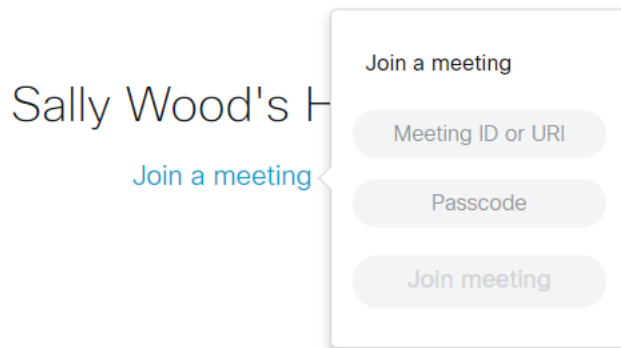 Sally Wood's H
Join a meeting
Join a meeting
Meeting ID or URI
Passcode
Join meeting